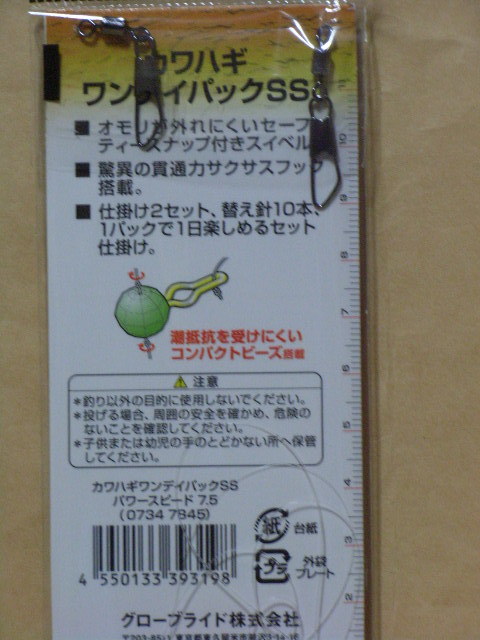 カワハギ
ワンデイパックSS
■ オモリが外れにくいセーフ
ティースナップ付きスイベル
■ 驚異の貫通力サクサスフック
搭載。
■ 仕掛け2セット、替え針10本、
1パックで1日楽しめるセット
仕掛け。
潮抵抗を受けにくい
コンパクトビーズ搭載
注意
*釣り以外の目的に使用しないでください。
*投げる場合、周囲の安全を確かめ、危険の
ないことを確認してください。
*子供または幼児の手のとどかない所へ保管
してください。
カワハギワンデイパックSS
パワースピード 7.5
(0734 7945)
紙 台紙
プラ 外袋
プレート
4 550133 393198
グローブライド株式会社
10
9
8
7
6
5
4
3
2